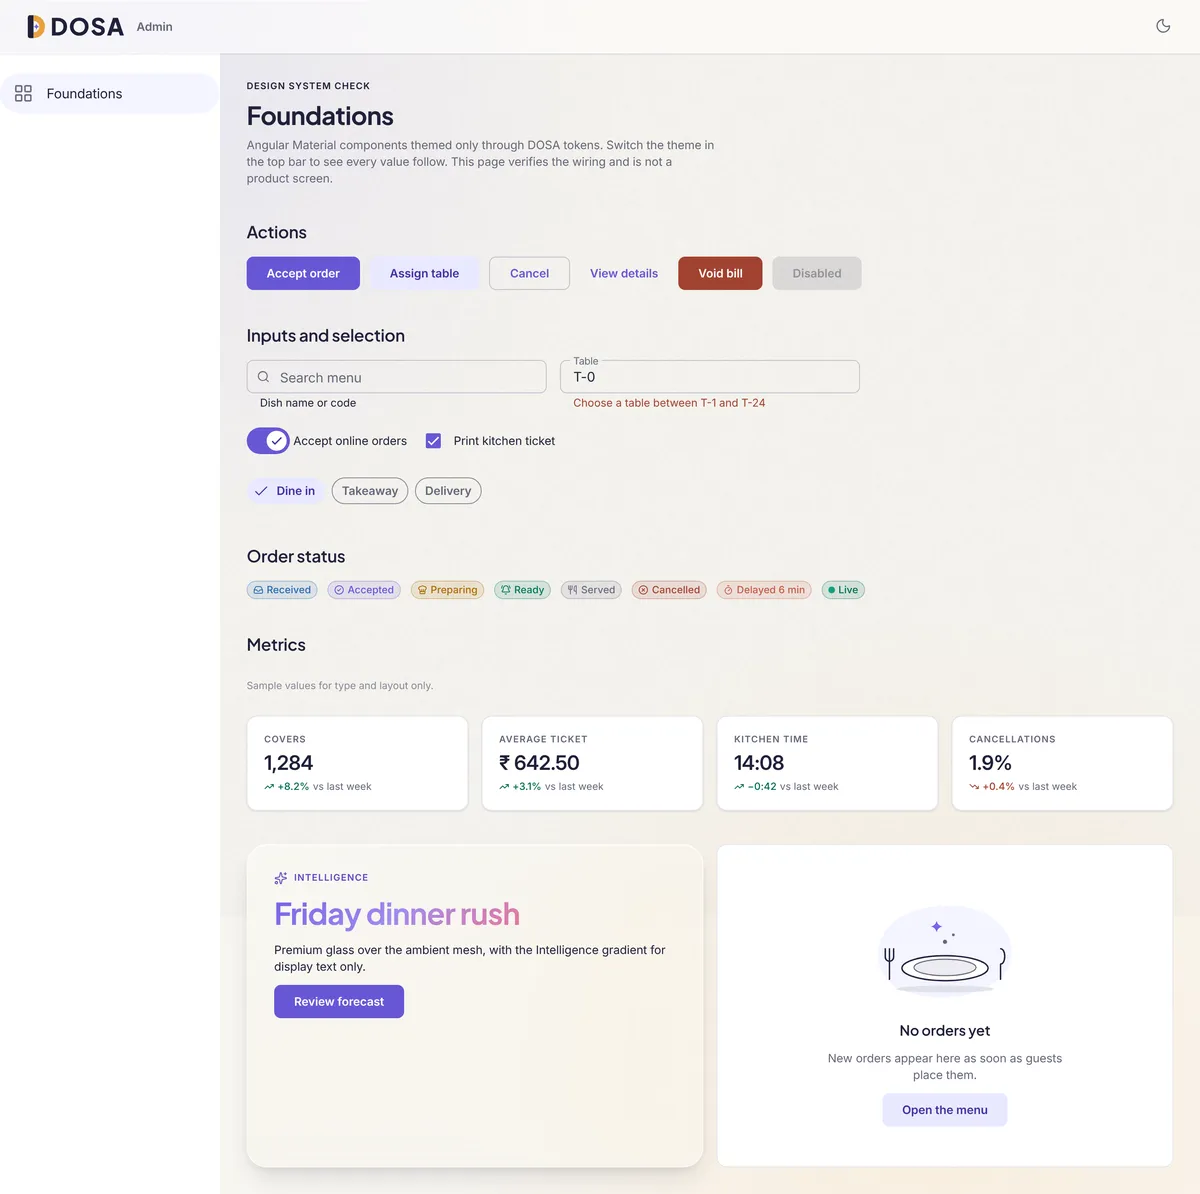 DOSA Admin
Foundations
DESIGN SYSTEM CHECK
Foundations
Angular Material components themed only through DOSA tokens. Switch the theme in
the top bar to see every value follow. This page verifies the wiring and is not a
product screen.
Actions
Accept order
Assign table
Cancel
View details
Void bill
Disabled
Inputs and selection
Search menu
Dish name or code
Table
T-0
Choose a table between T-1 and T-24
Accept online orders
Print kitchen ticket
Dine in
Takeaway
Delivery
Order status
Received
Accepted
Preparing
Ready
Served
Cancelled
Delayed 6 min
Live
Metrics
Sample values for type and layout only.
COVERS
1,284
+8.2% vs last week
AVERAGE TICKET
₹ 642.50
+3.1% vs last week
KITCHEN TIME
14:08
−0:42 vs last week
CANCELLATIONS
1.9%
+0.4% vs last week
INTELLIGENCE
Friday dinner rush
Premium glass over the ambient mesh, with the Intelligence gradient for
display text only.
Review forecast
No orders yet
New orders appear here as soon as guests
place them.
Open the menu